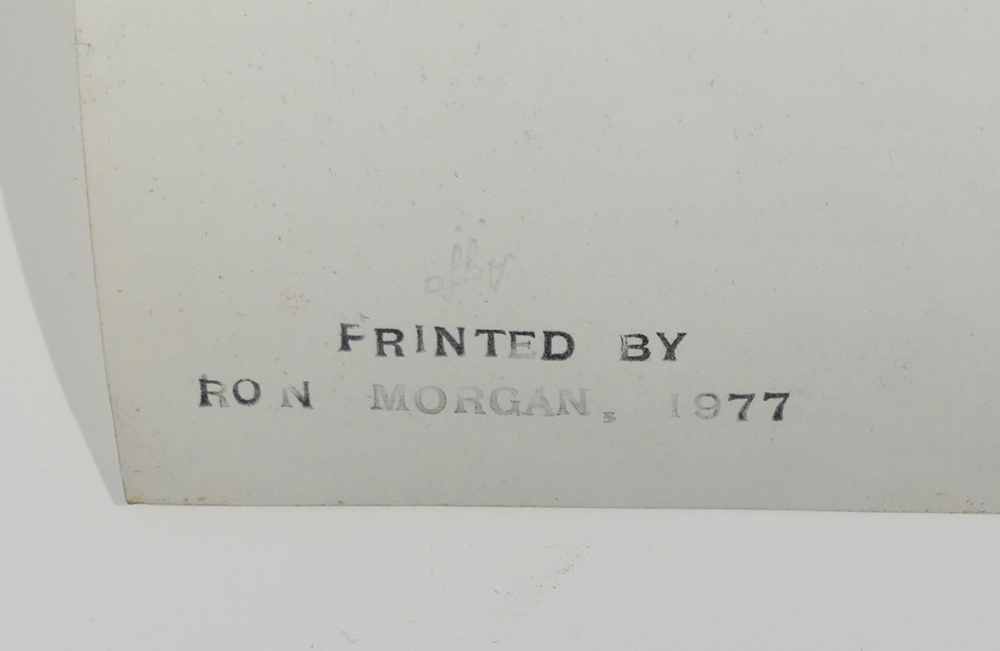 PRINTED BY
RON MORGAN, 1977